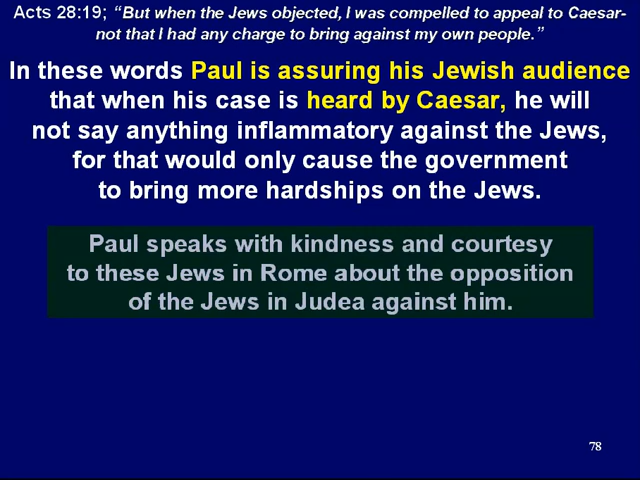 Acts 28:19; “But when the Jews objected, I was compelled to appeal to Caesar-
not that I had any charge to bring against my own people.”
In these words Paul is assuring his Jewish audience
that when his case is heard by Caesar, he will
not say anything inflammatory against the Jews,
for that would only cause the government
to bring more hardships on the Jews.
Paul speaks with kindness and courtesy
to these Jews in Rome about the opposition
of the Jews in Judea against him.
78